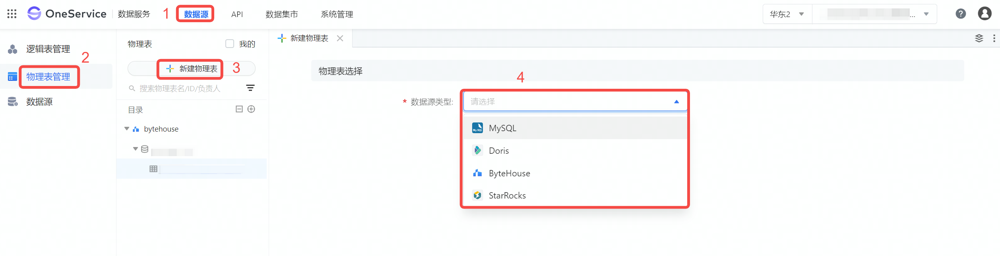 OneService 数据服务 1 数据源 API 数据集市 系统管理 华东2 ... ?
逻辑表管理
2
物理表管理
数据源
物理表 我的
新建物理表 3
搜索物理表名/ID/负责人
目录
bytehouse
新建物理表
物理表选择
4
* 数据源类型: 请选择
My SQL MySQL
Doris
ByteHouse
StarRocks